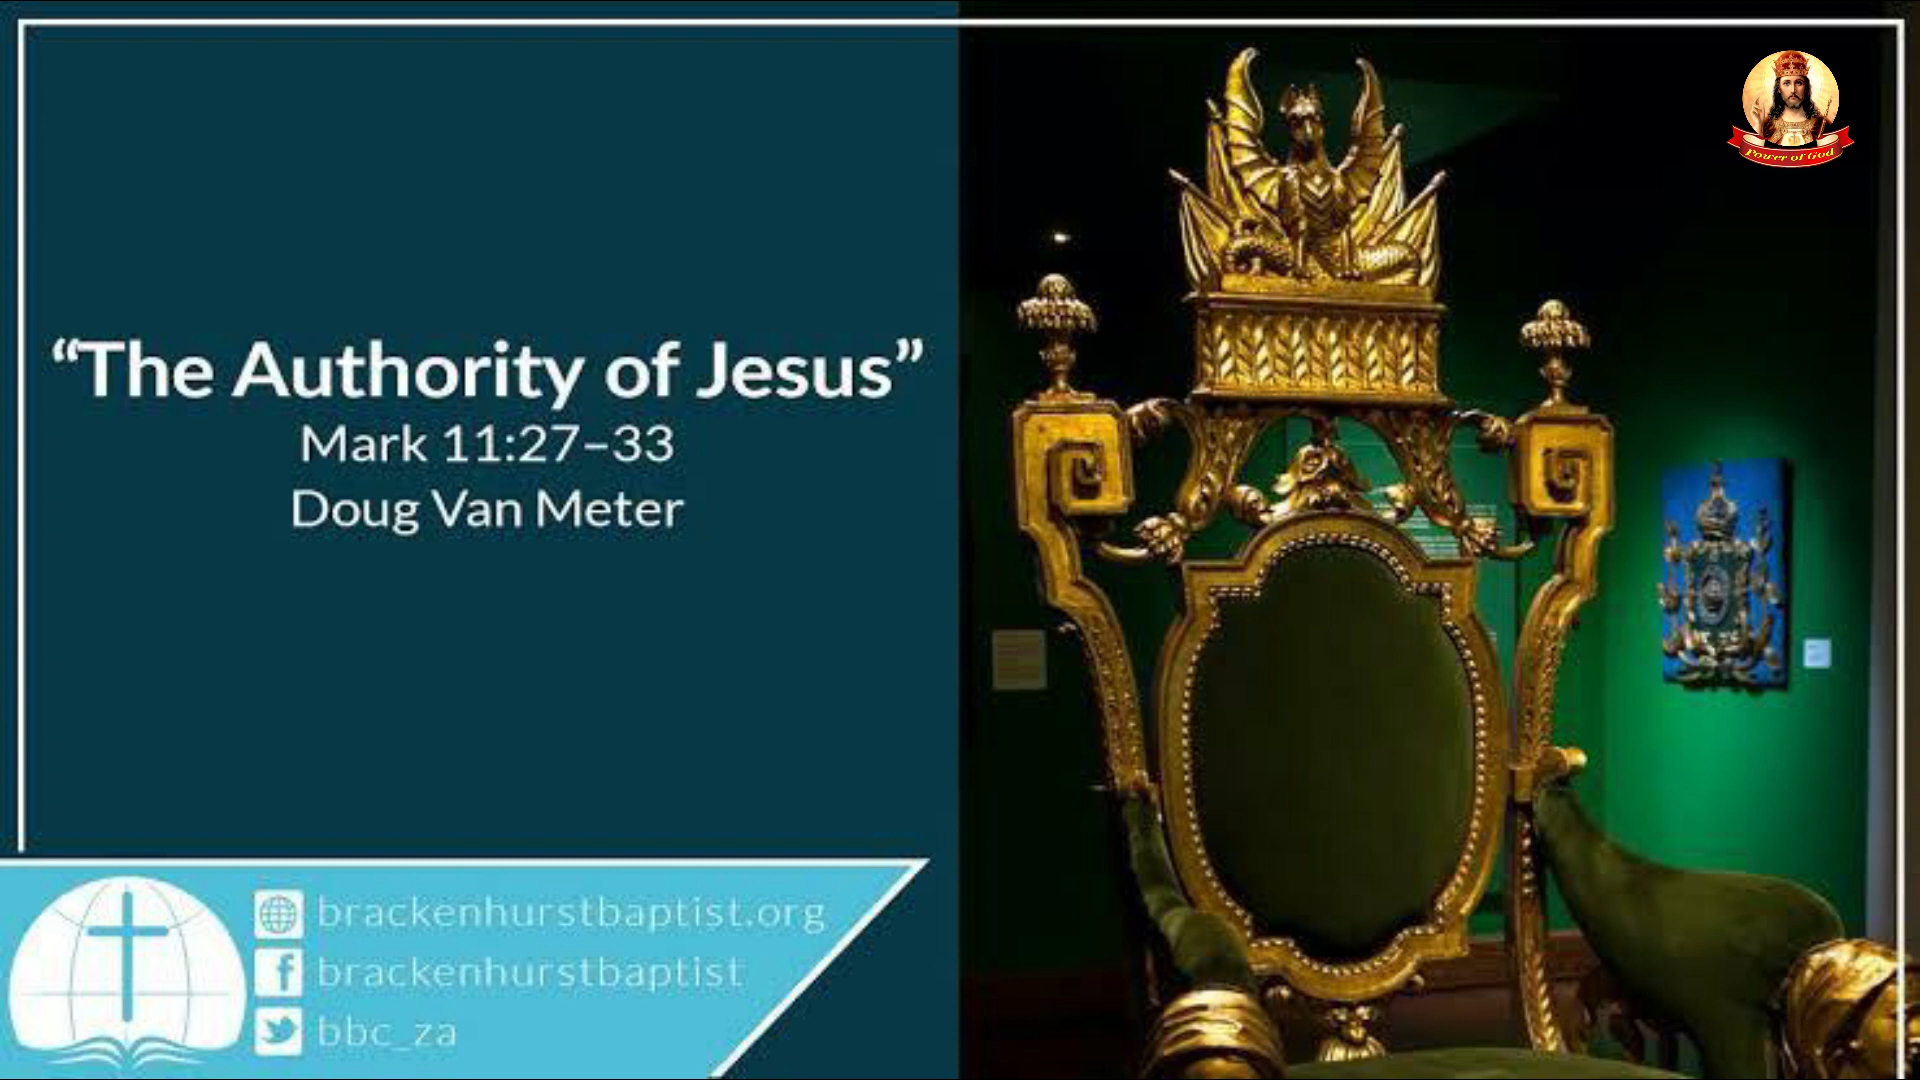 “The Authority of Jesus”
Mark 11:27–33
Doug Van Meter
brackenhurstbaptist.org
brackenhurstbaptist
bbc_za
Power of God